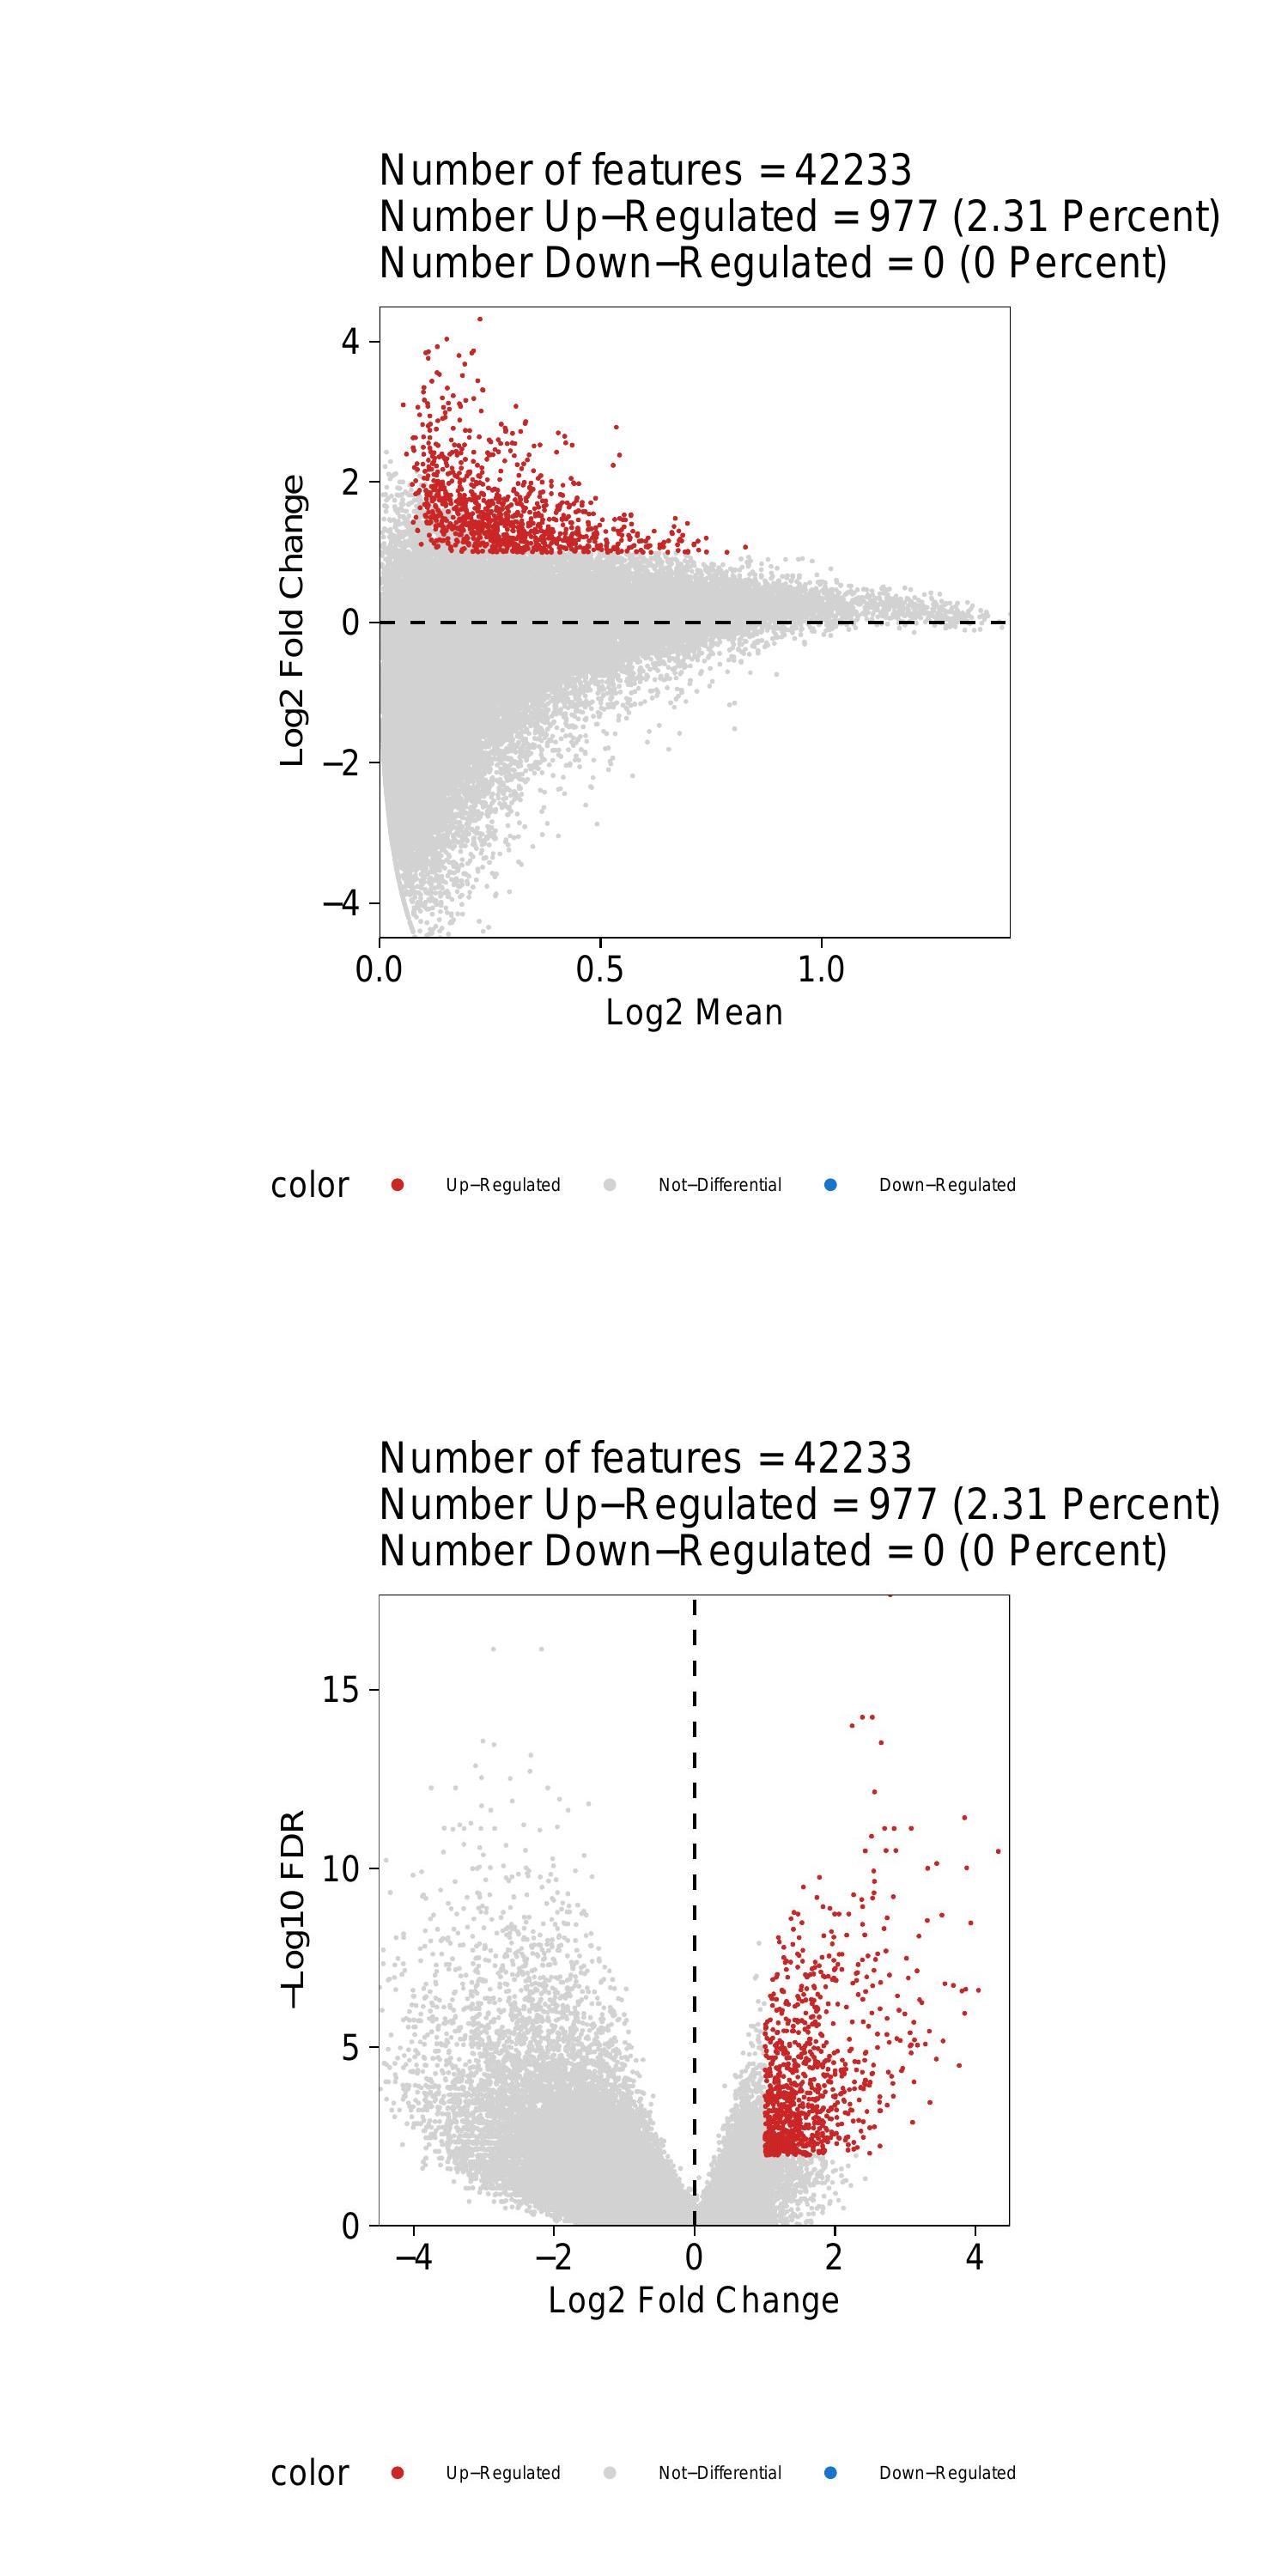 Number of features = 42233
Number Up−Regulated = 977 (2.31 Percent)
Number Down−Regulated = 0 (0 Percent)
4
2
0
−2
−4
Log2 Fold Change
0.0 0.5 1.0
Log2 Mean
color Up−Regulated Not−Differential Down−Regulated
Number of features = 42233
Number Up−Regulated = 977 (2.31 Percent)
Number Down−Regulated = 0 (0 Percent)
15
10
5
0
−Log10 FDR
−4 −2 0 2 4
Log2 Fold Change
color Up−Regulated Not−Differential Down−Regulated